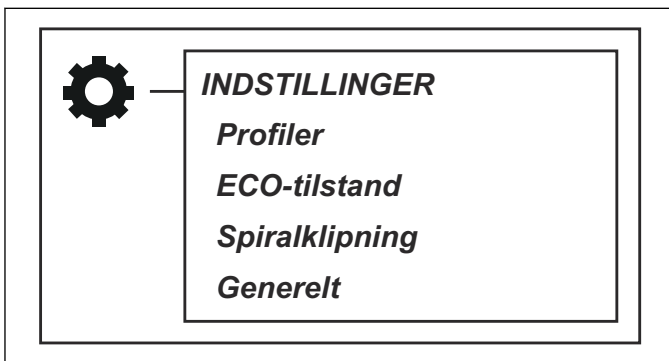 INDSTILLINGER
Profiler
ECO-tilstand
Spiralklipning
Generelt